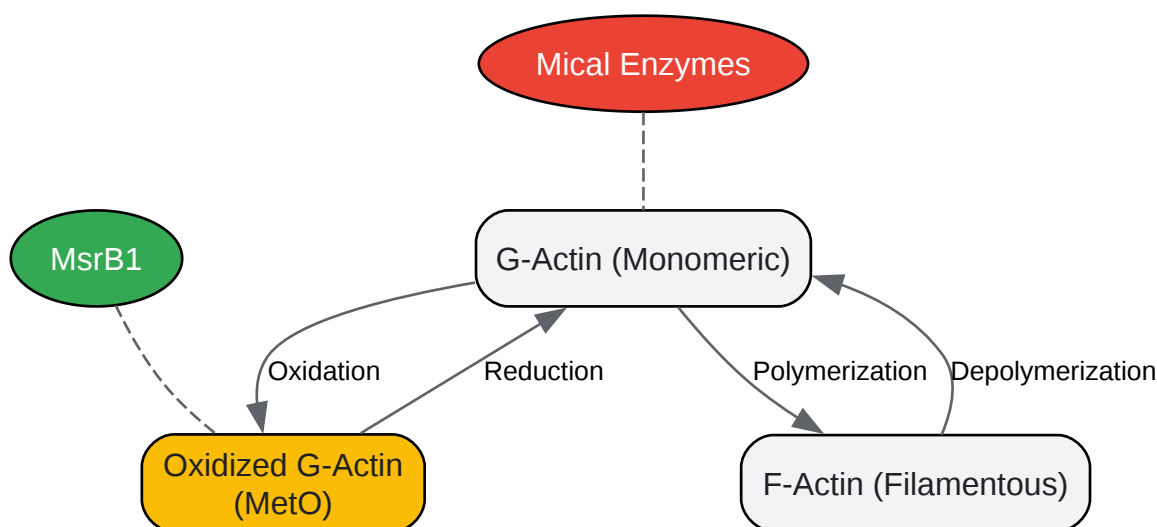 Mical Enzymes
MsrB1
G-Actin (Monomeric)
Oxidation
Reduction
Polymerization
Depolymerization
Oxidized G-Actin
(MetO)
F-Actin (Filamentous)